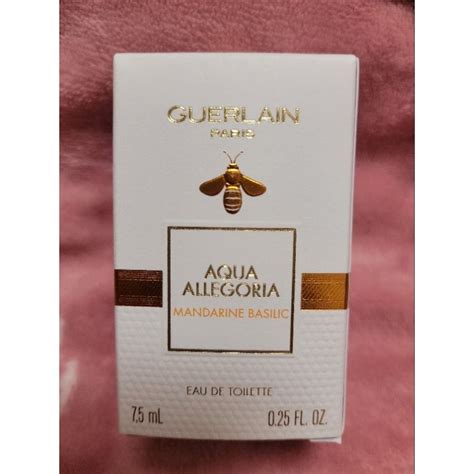 GUERLAIN
PARIS
AQUA
ALLEGORIA
MANDARINE BASILIC
EAU DE TOILETTE
7.5 mL 0.25 FL. OZ.